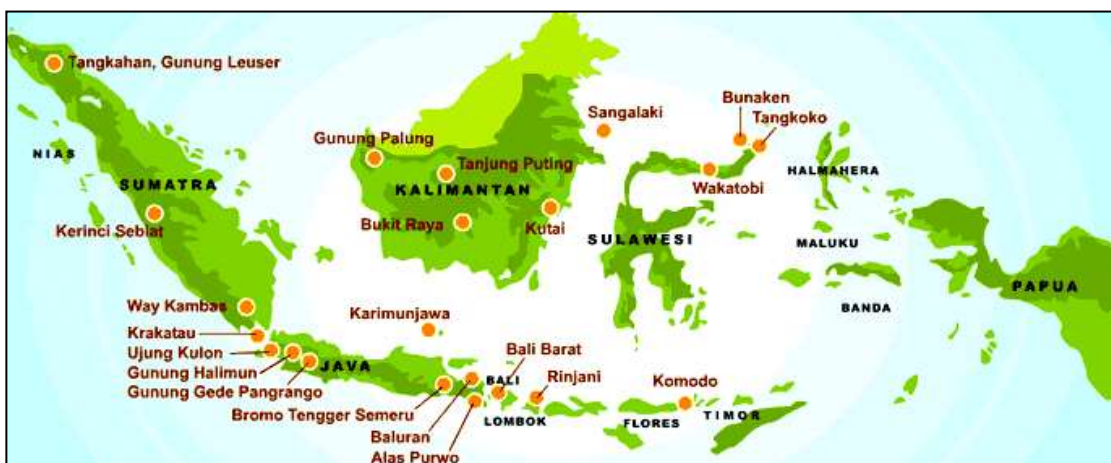 Tangkahan, Gunung Leuser
NIAS
SUMATRA
Kerinci Seblat
Way Kambas
Krakatau
Ujung Kulon
Gunung Halimun
Gunung Gede Pangrango
JAVA
Bromo Tengger Semeru
Baluran
Alas Purwo
Karimunjawa
Gunung Palung
Tanjung Puting
KALIMANTAN
Bukit Raya
Kutai
Sangalaki
Bunaken
Tangkoko
Wakatobi
SULAWESI
HALMAHERA
MALUKU
BANDA
PAPUA
Bali Barat
BALI
Rinjani
LOMBOK
Komodo
FLORES
TIMOR